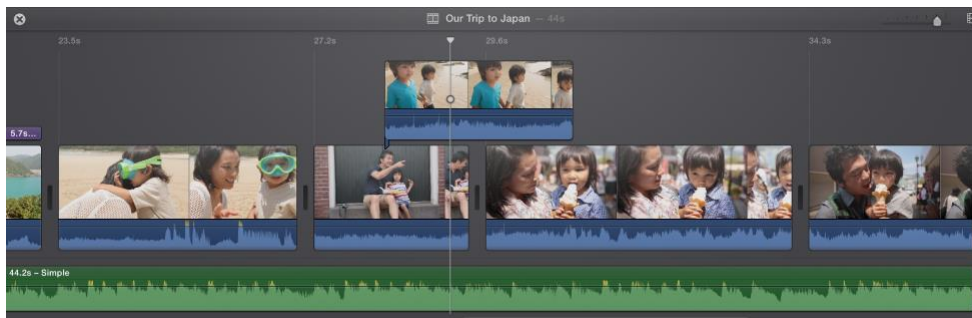 Our Trip to Japan — 44s
23.5s
27.2s
29.6s
34.3s
5.7s...
44.2s – Simple